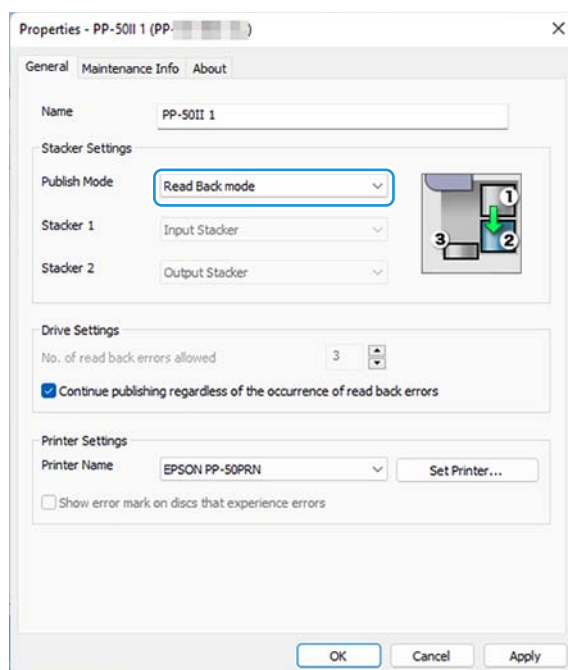 Properties - PP-50II 1 (PP- )
General Maintenance Info About
Name PP-50II 1
Stacker Settings
Publish Mode Read Back mode
1
Stacker 1 Input Stacker
3 2
Stacker 2 Output Stacker
Drive Settings
No. of read back errors allowed 3
Continue publishing regardless of the occurrence of read back errors
Printer Settings
Printer Name EPSON PP-50PRN Set Printer...
Show error mark on discs that experience errors
OK Cancel Apply